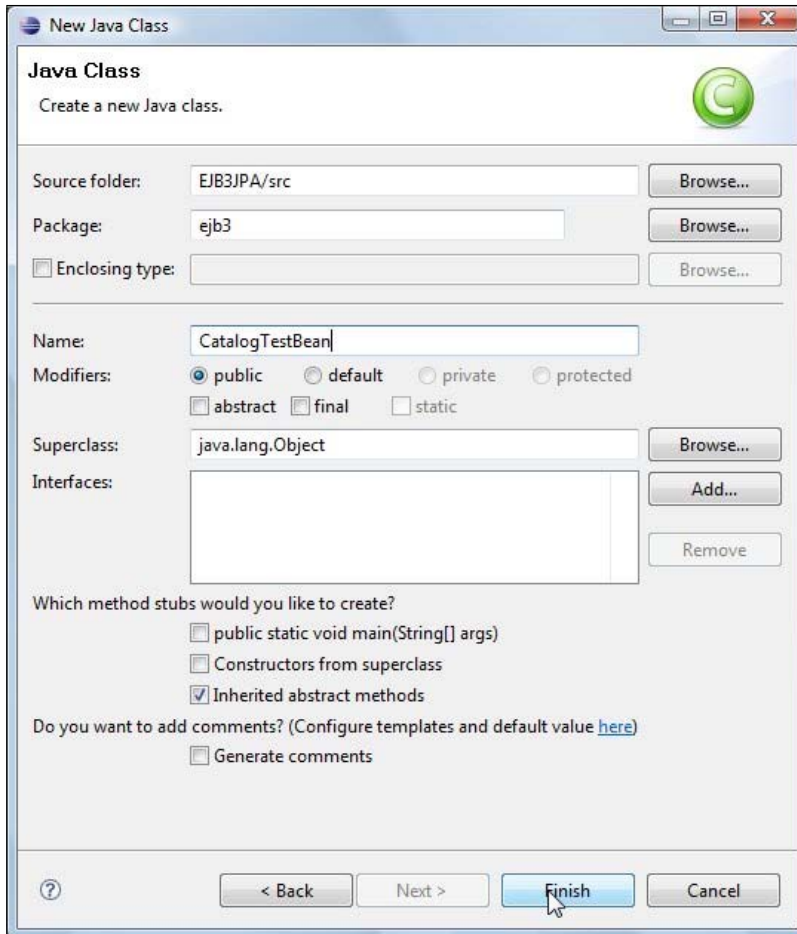 New Java Class
Java Class
Create a new Java class.
C
Source folder: EJB3JPA/src Browse...
Package: ejb3 Browse...
Enclosing type: Browse...
Name: CatalogTestBean
Modifiers: public default private protected
abstract final static
Superclass: java.lang.Object Browse...
Interfaces: Add...
Remove
Which method stubs would you like to create?
public static void main(String[] args)
Constructors from superclass
Inherited abstract methods
Do you want to add comments? (Configure templates and default value here)
Generate comments
? < Back Next > Finish Cancel